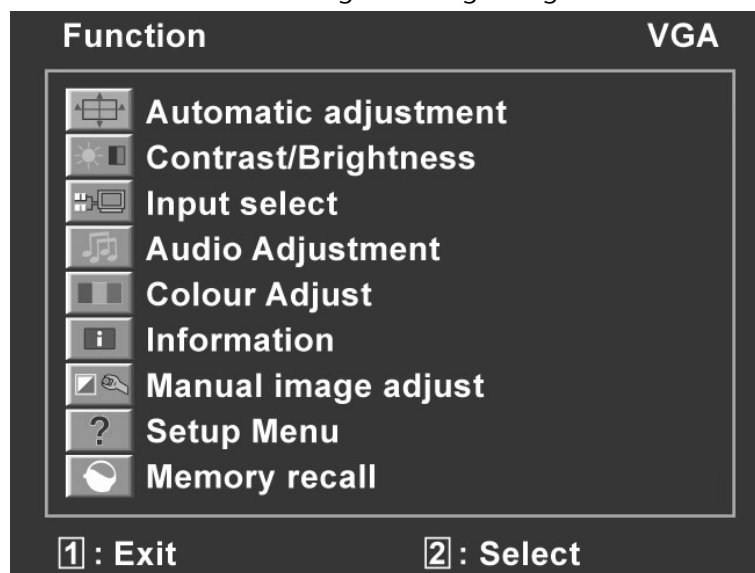 Function VGA
Automatic adjustment
Contrast/Brightness
Input select
Audio Adjustment
Colour Adjust
Information
Manual image adjust
Setup Menu
Memory recall
1 : Exit 2 : Select